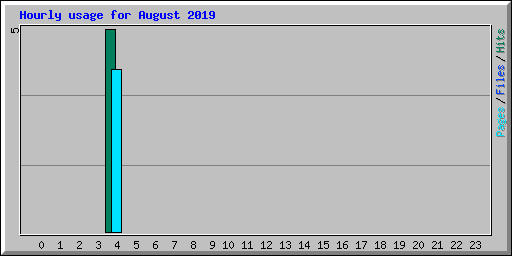 Hourly usage for August 2019
5
Pages/Files/Hits
0 1 2 3 4 5 6 7 8 9 10 11 12 13 14 15 16 17 18 19 20 21 22 23